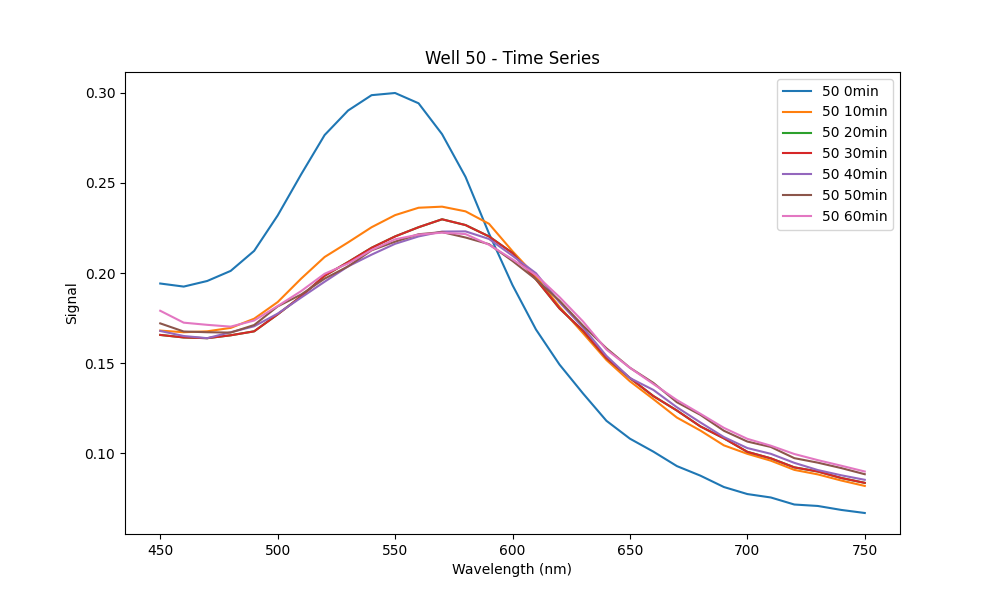 Well 50 - Time Series
Signal
0.30
0.25
0.20
0.15
0.10
450 500 550 600 650 700 750
Wavelength (nm)
50 0min
50 10min
50 20min
50 30min
50 40min
50 50min
50 60min